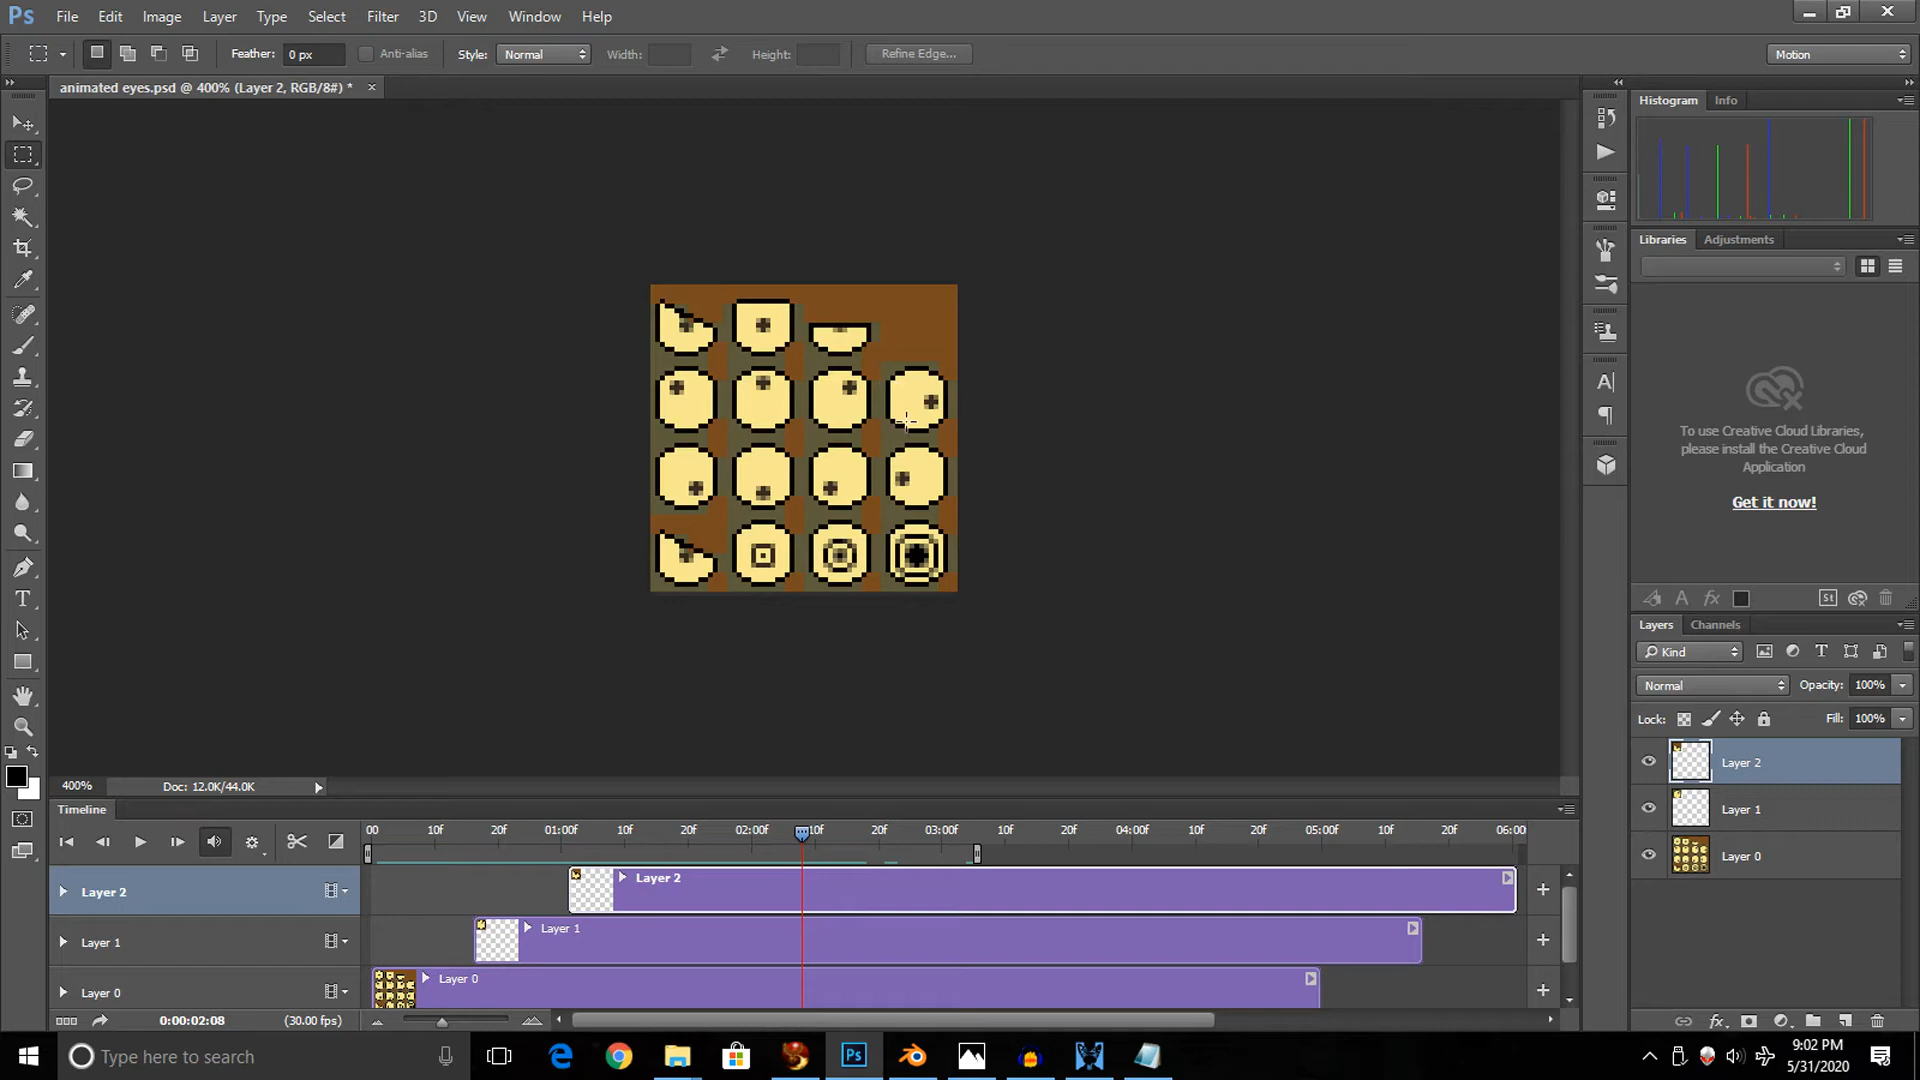 Ps File Edit Image Layer Type Select Filter 3D View Window Help
Feather: 0 px Anti-alias Style: Normal Width: Height: Refine Edge... Motion
animated eyes.psd @ 400% (Layer 2, RGB/8#) * ×
Histogram Info
Libraries Adjustments
To use Creative Cloud Libraries,
please install the Creative Cloud
Application
Get it now!
St
Layers Channels
Kind
Normal Opacity: 100%
Lock: Fill: 100%
Layer 2
Layer 1
Layer 0
400% Doc: 12.0K/44.0K
Timeline
00 10f 20f 01:00f 10f 20f 02:00f 10f 20f 03:00f 10f 20f 04:00f 10f 20f 05:00f 10f 20f 06:00
Layer 2 Layer 2
Layer 1 Layer 1
Layer 0 Layer 0
0:00:02:08 (30.00 fps)
Type here to search
Ps
9:02 PM
5/31/2020